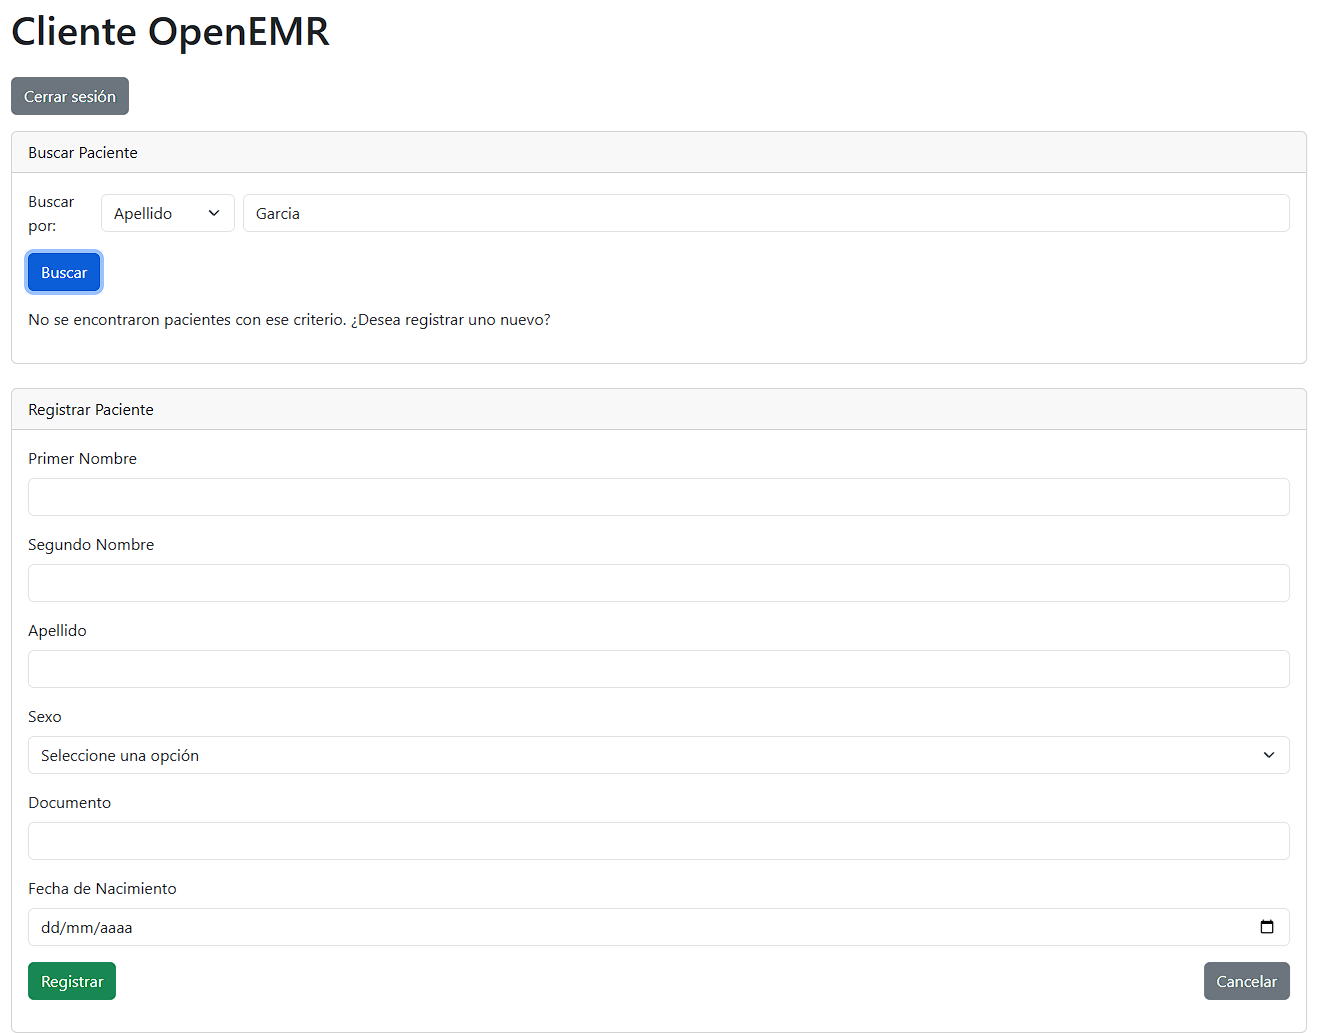 Cliente OpenEMR
Cerrar sesión
Buscar Paciente
Buscar
por:
Apellido
Garcia
Buscar
No se encontraron pacientes con ese criterio. ¿Desea registrar uno nuevo?
Registrar Paciente
Primer Nombre
Segundo Nombre
Apellido
Sexo
Seleccione una opción
Documento
Fecha de Nacimiento
dd/mm/aaaa
Registrar
Cancelar